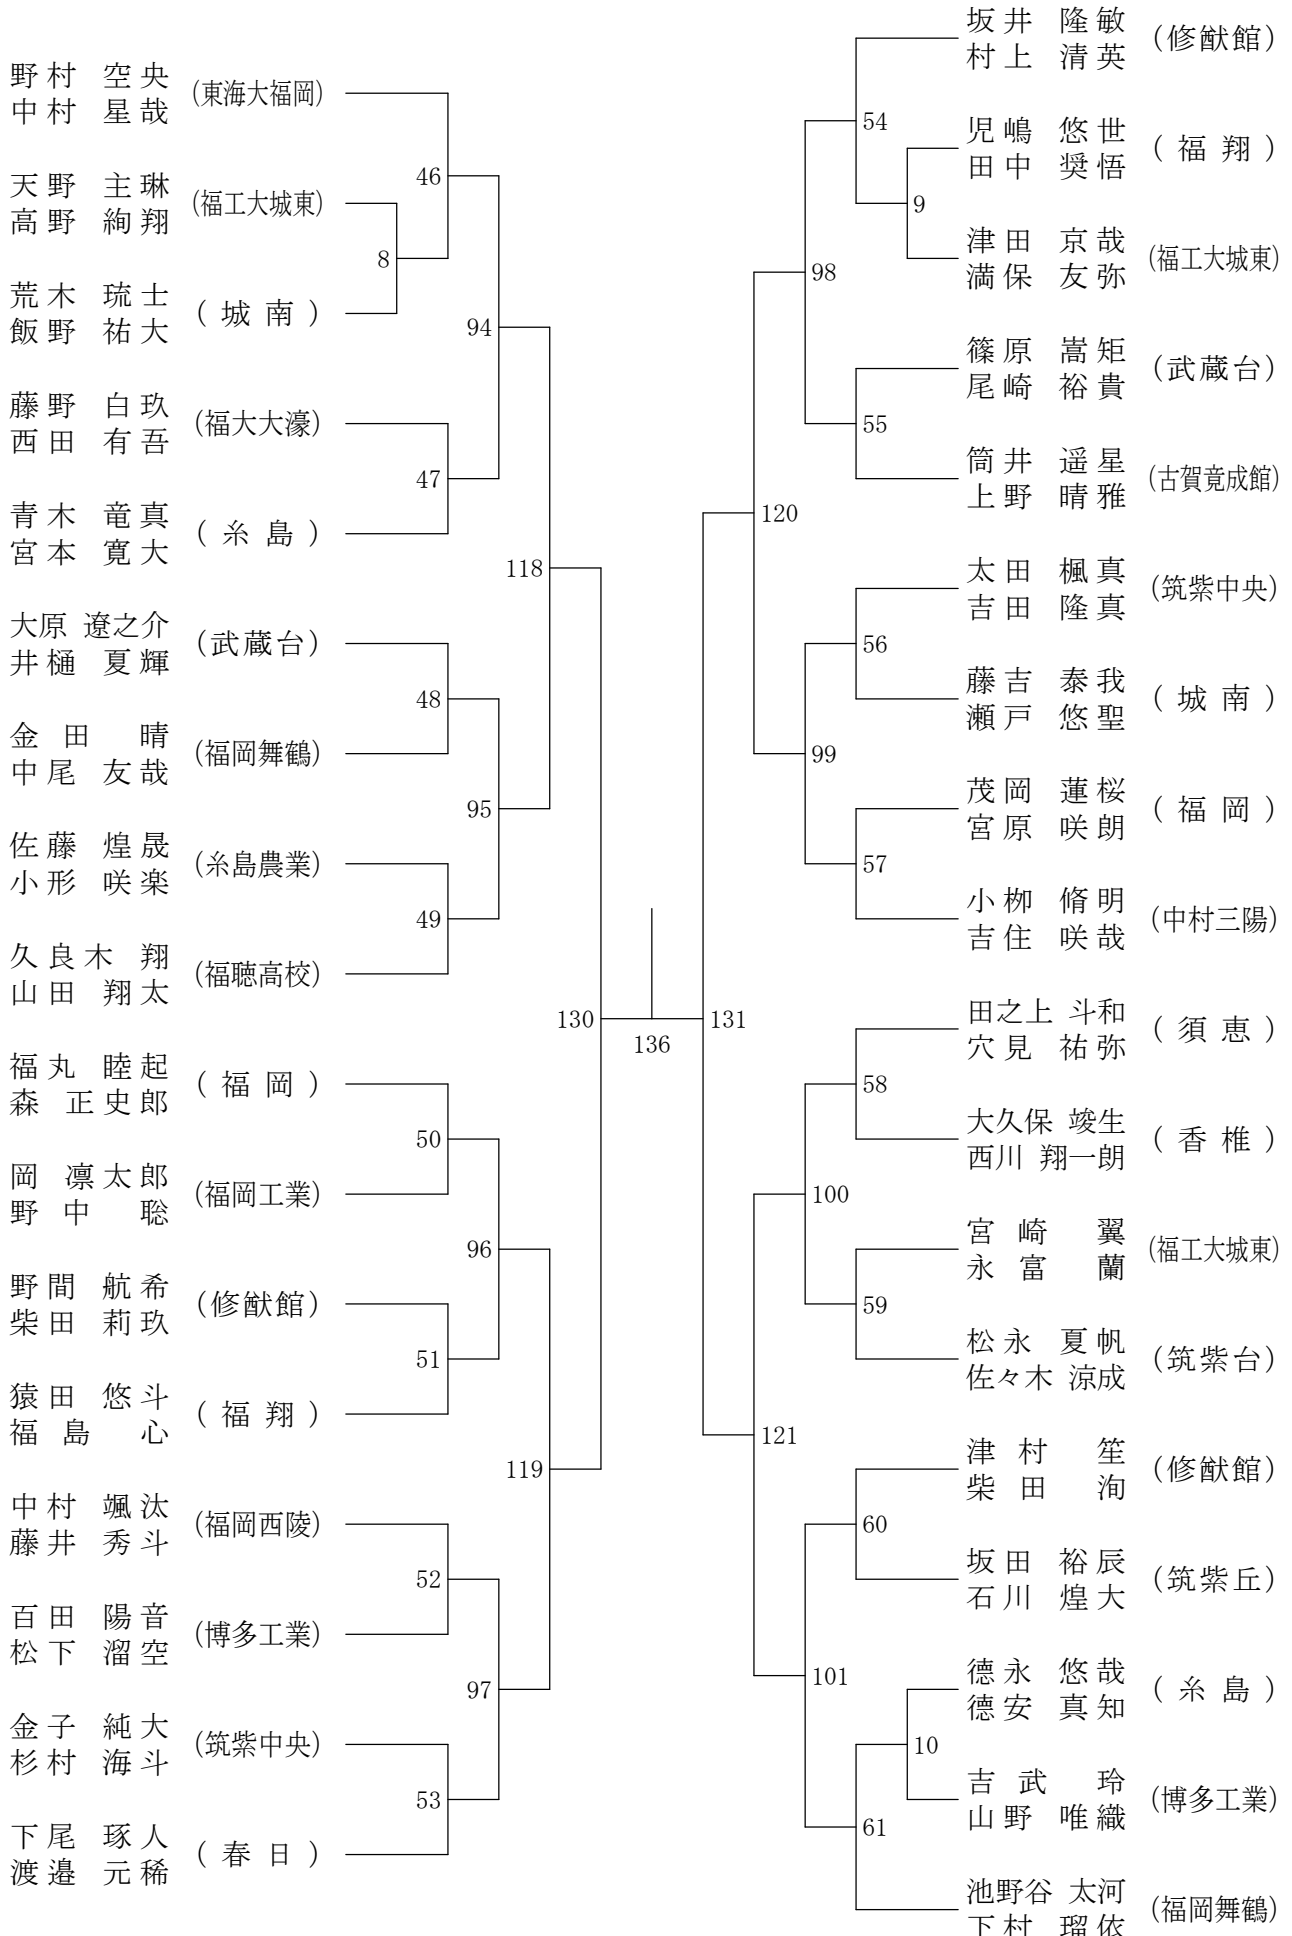 野村 空央
中村 星哉
(東海大福岡)
天野 主琳
高野 絢翔
(福工大城東)
荒木 琉士
飯野 祐大
(城南)
藤野 白玖
西田 有吾
(福大大濠)
青木 竜真
宮本 寛大
(糸島)
大原 遼之介
井樋 夏輝
(武蔵台)
金田 晴
中尾 友哉
(福岡舞鶴)
佐藤 煌晟
小形 咲楽
(糸島農業)
久良木 翔
山田 翔太
(福聴高校)
福丸 睦起
森 正史郎
(福岡)
岡 凛太郎
野中 聡
(福岡工業)
野間 航希
柴田 莉玖
(修猷館)
猿田 悠斗
福島 心
(福翔)
中村 颯汰
藤井 秀斗
(福岡西陵)
百田 陽音
松下 溜空
(博多工業)
金子 純大
杉村 海斗
(筑紫中央)
下尾 琢人
渡邉 元稀
(春日)
8
46
47
48
49
50
51
52
53
94
95
96
97
118
119
130
136
131
120
121
98
99
100
101
54
55
56
57
58
59
60
61
9
10
坂井 隆敏
村上 清英
(修猷館)
児嶋 悠世
田中 奨悟
(福翔)
津田 京哉
満保 友弥
(福工大城東)
篠原 嵩矩
尾崎 裕貴
(武蔵台)
筒井 遥星
上野 晴雅
(古賀竟成館)
太田 楓真
吉田 隆真
(筑紫中央)
藤吉 泰我
瀬戸 悠聖
(城南)
茂岡 蓮桜
宮原 咲朗
(福岡)
小栁 脩明
吉住 咲哉
(中村三陽)
田之上 斗和
穴見 祐弥
(須恵)
大久保 竣生
西川 翔一朗
(香椎)
宮崎 翼
永富 蘭
(福工大城東)
松永 夏帆
佐々木 涼成
(筑紫台)
津村 笙
柴田 洵
(修猷館)
坂田 裕辰
石川 煌大
(筑紫丘)
德永 悠哉
德安 真知
(糸島)
吉武 玲
山野 唯織
(博多工業)
池野谷 太河
下村 瑠依
(福岡舞鶴)